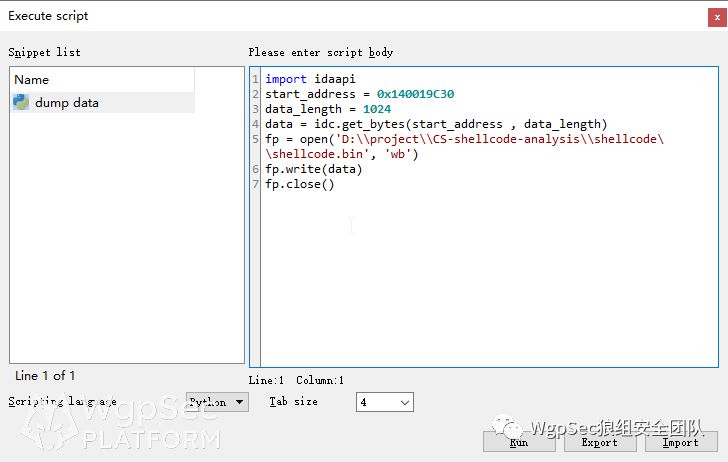 Execute script
x
Snippet list
Please enter script body
Name
dump data
1 import idaapi
2 start_address = 0x140019C30
3 data_length = 1024
4 data = idc.get_bytes(start_address , data_length)
5 fp = open('D:\\project\\CS-shellcode-analysis\\shellcode\
\shellcode.bin', 'wb')
6 fp.write(data)
7 fp.close()
Line 1 of 1
Line:1 Column:1
Scripting language
Python
Tab size
4
WgpSec
PLATFORM
WgpSec狼组安全团队
Run
Export
Import